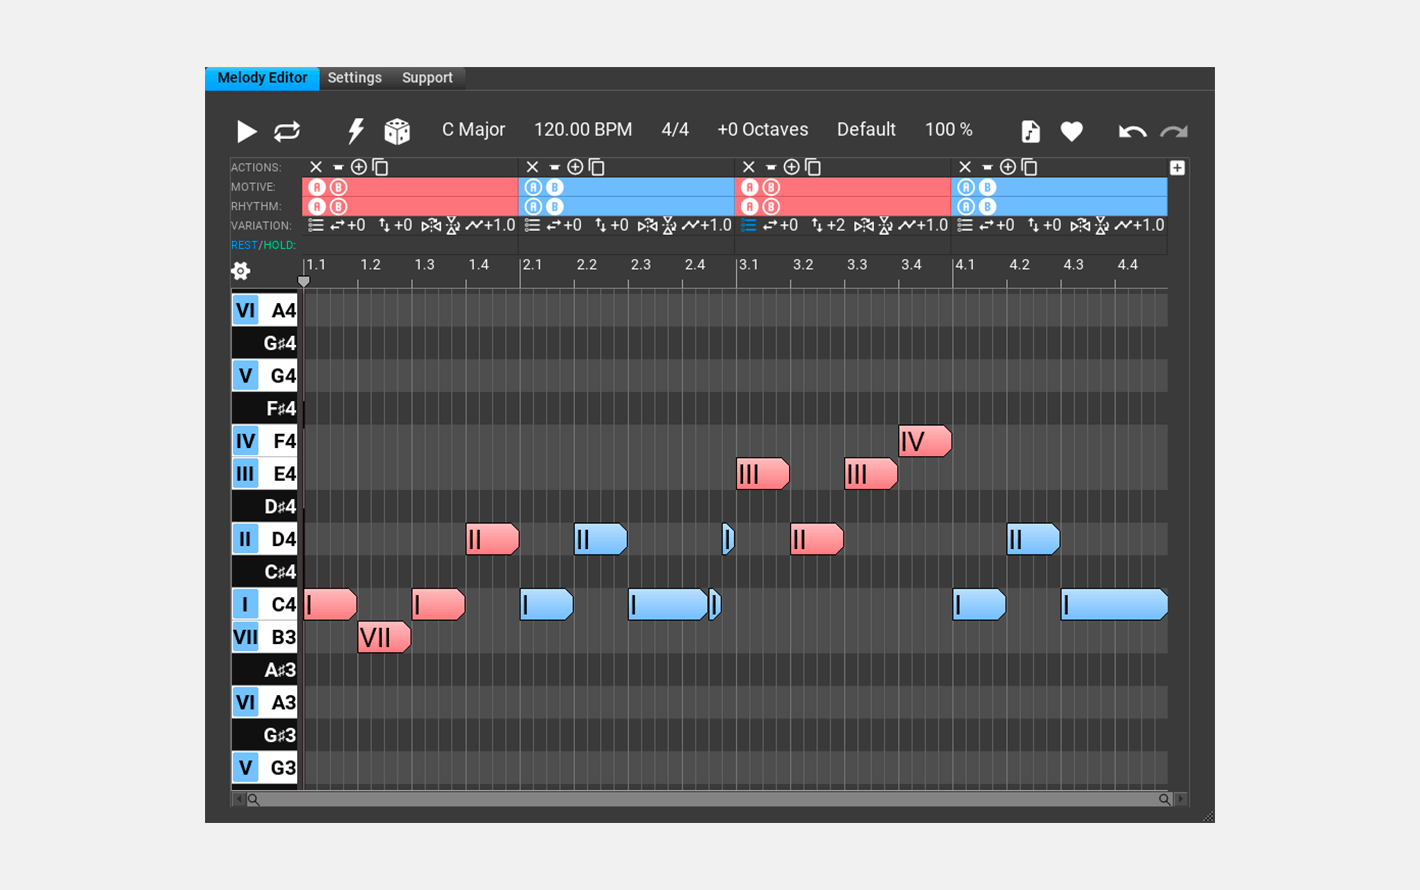 Melody Editor Settings Support
C Major 120.00 BPM 4/4 +0 Octaves Default 100 %
ACTIONS:
MOTIVE: A B A B A B A B
RHYTHM: A B A B A B A B
VARIATION: +0 +0 +1.0 +0 +0 +1.0 +0 +2 +1.0 +0 +0 +1.0
REST/HOLD:
1.1 1.2 1.3 1.4 2.1 2.2 2.3 2.4 3.1 3.2 3.3 3.4 4.1 4.2 4.3 4.4
VI A4
G♯4
V G4
F♯4
IV F4 IV
III E4 III III
D♯4
II D4 II II I II II
C♯4
I C4 I I I I I I I
VII B3 VII
A♯3
VI A3
G♯3
V G3